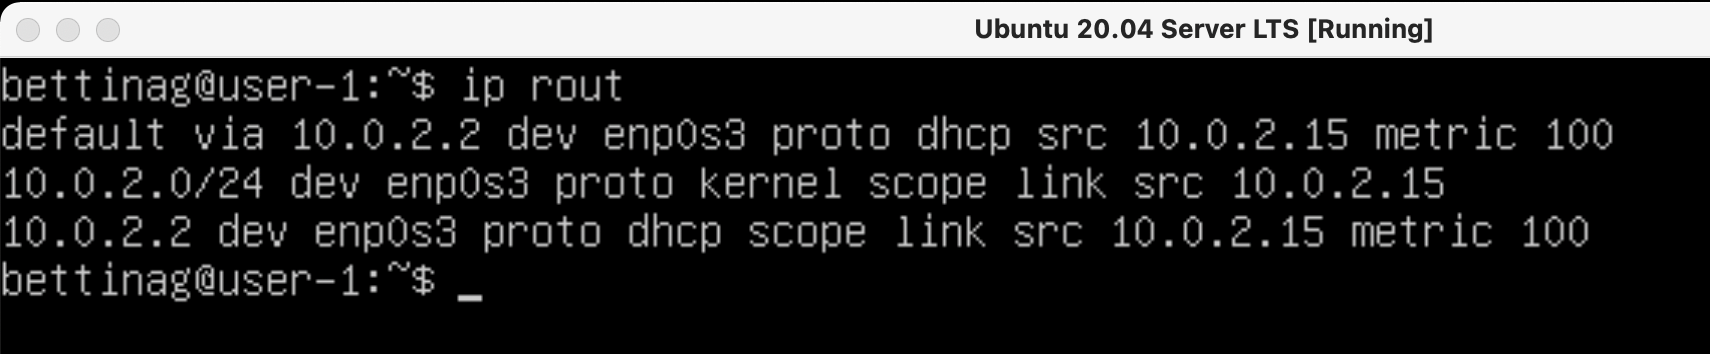 Ubuntu 20.04 Server LTS [Running]
bettinag@user-1:~$ ip rout
default via 10.0.2.2 dev enp0s3 proto dhcp src 10.0.2.15 metric 100
10.0.2.0/24 dev enp0s3 proto kernel scope link src 10.0.2.15
10.0.2.2 dev enp0s3 proto dhcp scope link src 10.0.2.15 metric 100
bettinag@user-1:~$ _